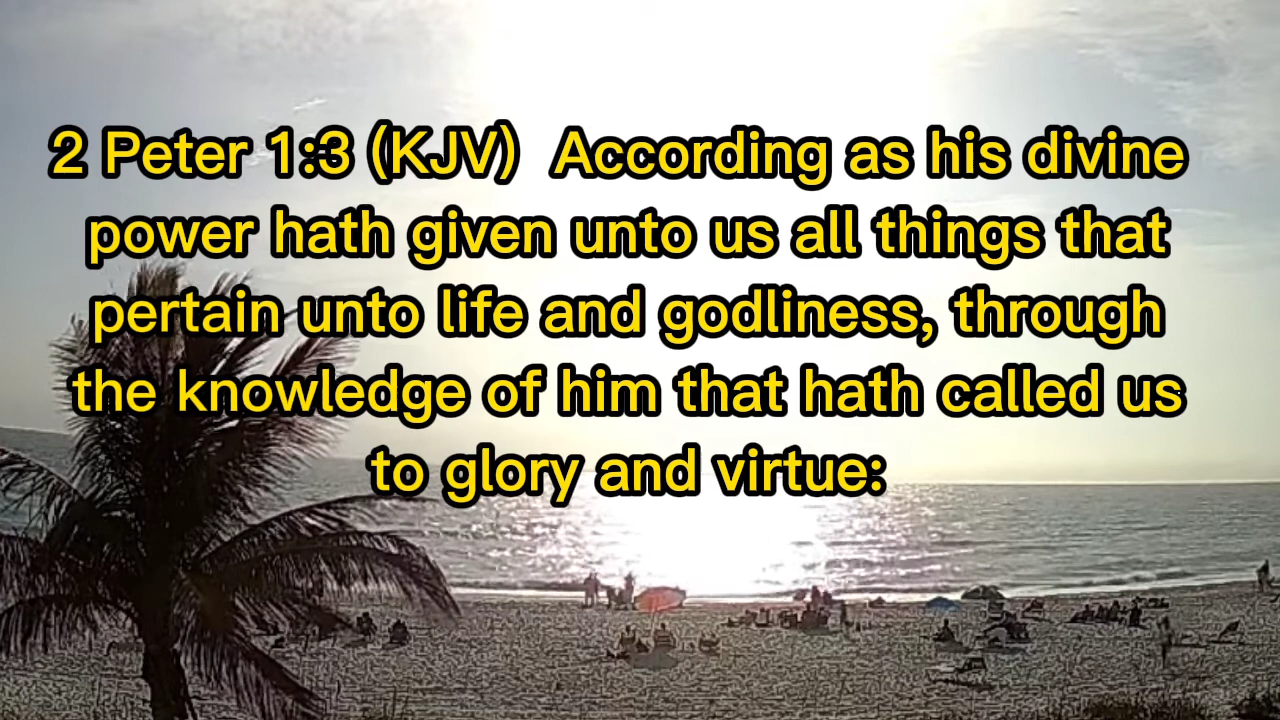 2 Peter 1:3 (KJV)  According as his divine
power hath given unto us all things that
pertain unto life and godliness, through
the knowledge of him that hath called us
to glory and virtue: